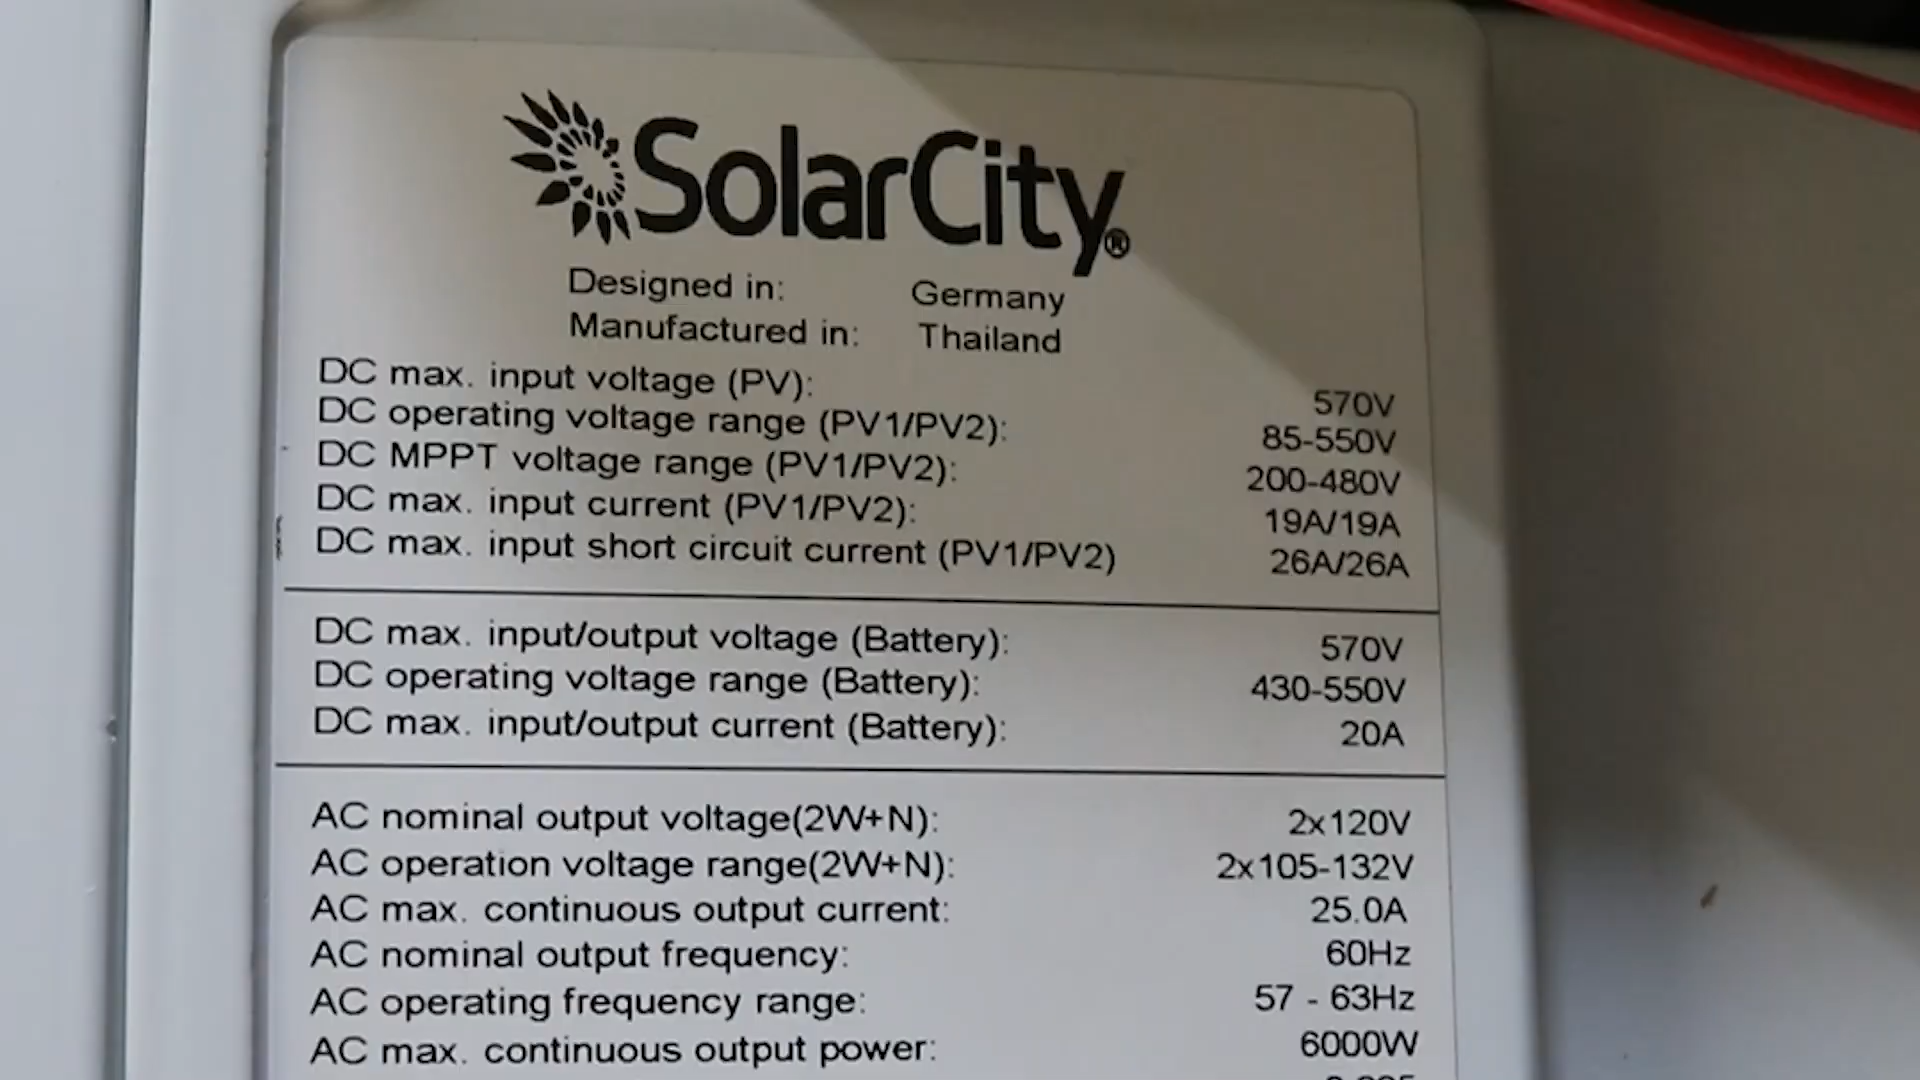 SolarCity®
Designed in: Germany
Manufactured in: Thailand
DC max. input voltage (PV): 570V
DC operating voltage range (PV1/PV2): 85-550V
DC MPPT voltage range (PV1/PV2): 200-480V
DC max. input current (PV1/PV2): 19A/19A
DC max. input short circuit current (PV1/PV2) 26A/26A
DC max. input/output voltage (Battery): 570V
DC operating voltage range (Battery): 430-550V
DC max. input/output current (Battery): 20A
AC nominal output voltage(2W+N): 2x120V
AC operation voltage range(2W+N): 2x105-132V
AC max. continuous output current: 25.0A
AC nominal output frequency: 60Hz
AC operating frequency range: 57 - 63Hz
AC max. continuous output power: 6000W